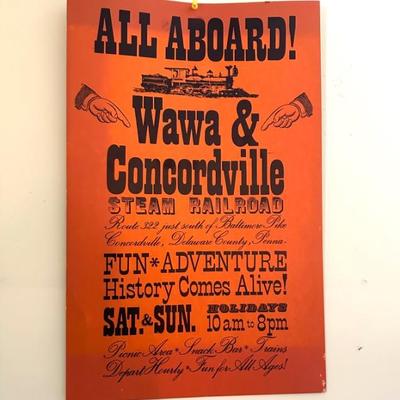 ALL ABOARD!
Wawa &
Concordville
STEAM RAILROAD
Route 322 just south of Baltimore Pike
Concordville, Delaware County, Penna.
FUN*ADVENTURE
History Comes Alive!
SAT. & SUN. HOLIDAYS 10 am to 8 pm
Picnic Area * Snack Bar * Trains
Depart Hourly * Fun for All Ages!